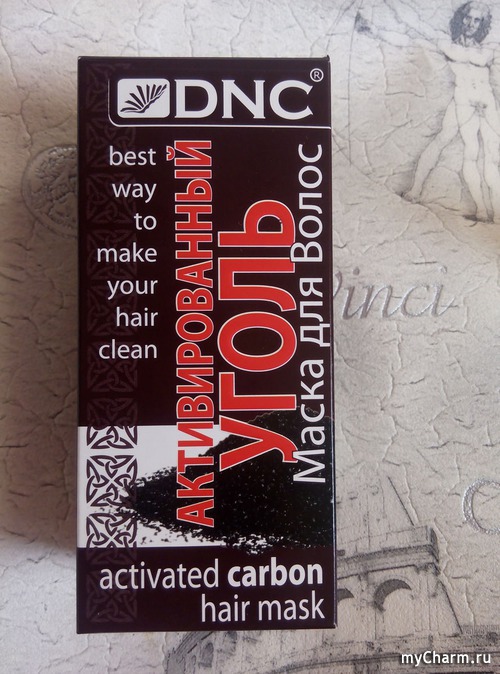 DNC®
best
way
to
make
your
hair
clean
АКТИВИРОВАННЫЙ
УГОЛЬ
Маска для Волос
activated carbon
hair mask
Vinci
myCharm.ru